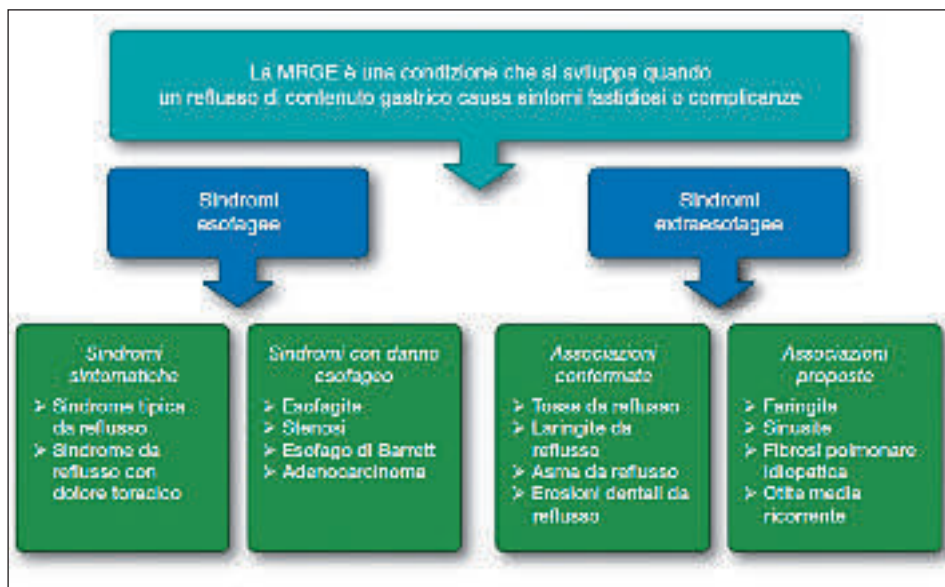 La MRGE è una condizione che si sviluppa quando
un reflusso di contenuto gastrico causa sintomi fastidiosi o complicanze
Sindromi
esofagee
Sindromi
extraesofagee
Sindromi
sintomatiche
➢ Sindrome tipica
da reflusso
➢ Sindrome da
reflusso con
dolore toracico
Sindromi con danno
esofageo
➢ Esofagite
➢ Stenosi
➢ Esofago di Barrett
➢ Adenocarcinoma
Associazioni
confermate
➢ Tosse da reflusso
➢ Laringite da
reflusso
➢ Asma da reflusso
➢ Erosioni dentali da
reflusso
Associazioni
proposte
➢ Faringite
➢ Sinusite
➢ Fibrosi polmonare
idiopatica
➢ Otite media
ricorrente